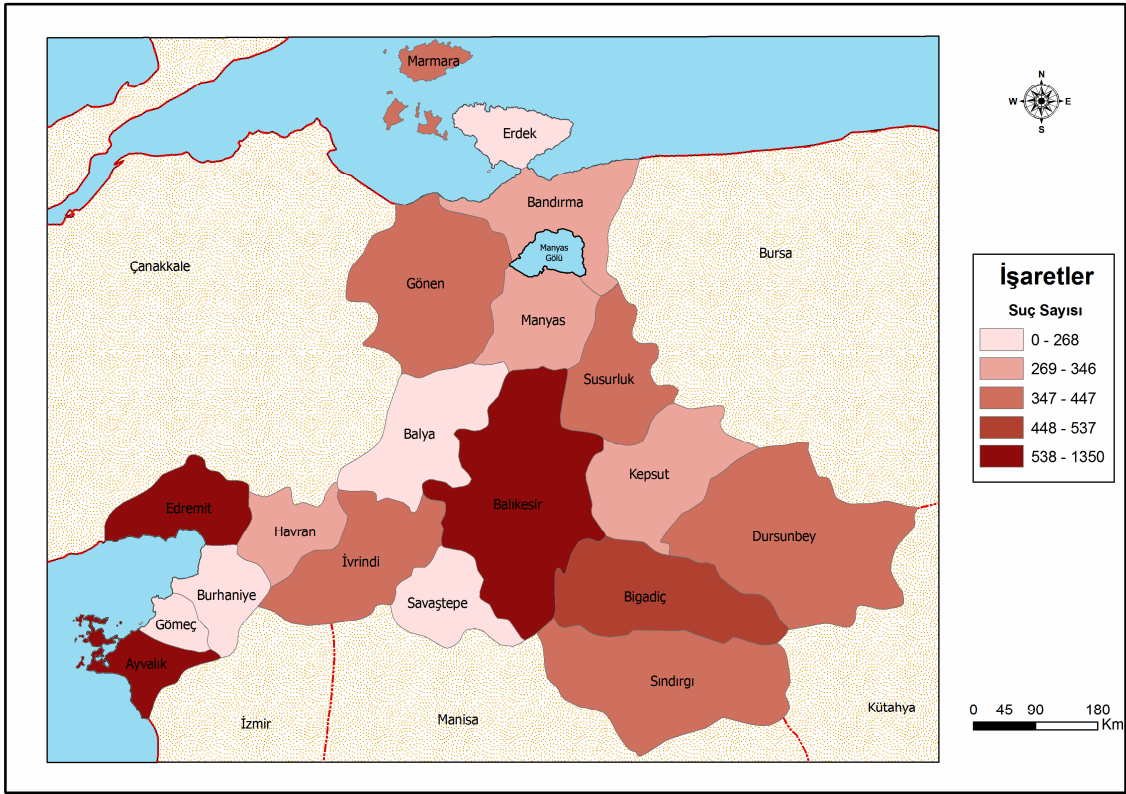 Marmara
Erdek
Bandırma
Manyas
Gölü
Çanakkale
Bursa
Gönen
Manyas
Susurluk
Balya
Kepsut
Edremit
Balıkesir
Havran
Dursunbey
İvrindi
Burhaniye
Savaştepe
Bigadiç
Gömeç
Ayvalık
Sındırgı
İzmir
Manisa
Kütahya
N
W E
S
İşaretler
Suç Sayısı
0 - 268
269 - 346
347 - 447
448 - 537
538 - 1350
0 45 90 180
Km